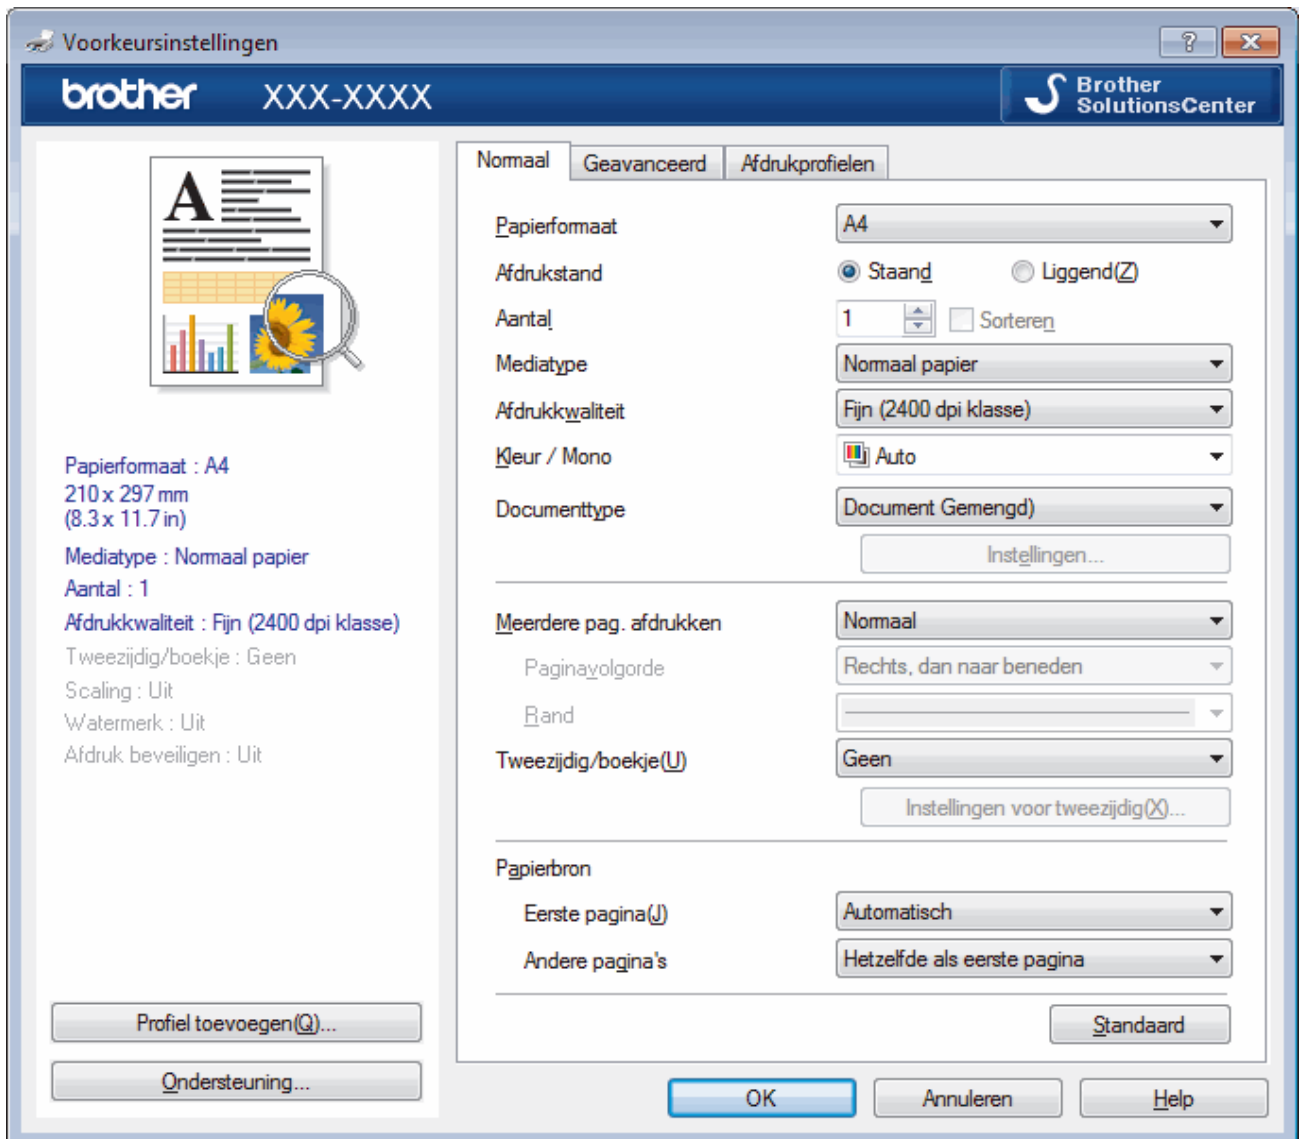 Voorkeursinstellingen
?
brother XXX-XXXX
Brother
SolutionsCenter
A
Papierformaat : A4
210 x 297 mm
(8.3 x 11.7 in)
Mediatype : Normaal papier
Aantal : 1
Afdrukkwaliteit : Fijn (2400 dpi klasse)
Tweezijdig/boekje : Geen
Scaling : Uit
Watermerk : Uit
Afdruk beveiligen : Uit
Profiel toevoegen(Q)...
Ondersteuning...
Normaal Geavanceerd Afdrukprofielen
Papierformaat A4
Afdrukstand Staand Liggend(Z)
Aantal 1 Sorteren
Mediatype Normaal papier
Afdrukkwaliteit Fijn (2400 dpi klasse)
Kleur / Mono Auto
Documenttype Document Gemengd)
Instellingen...
Meerdere pag. afdrukken Normaal
Paginavolgorde Rechts, dan naar beneden
Rand
Tweezijdig/boekje(U) Geen
Instellingen voor tweezijdig(X)...
Papierbron
Eerste pagina(J) Automatisch
Andere pagina's Hetzelfde als eerste pagina
Standaard
OK Annuleren Help